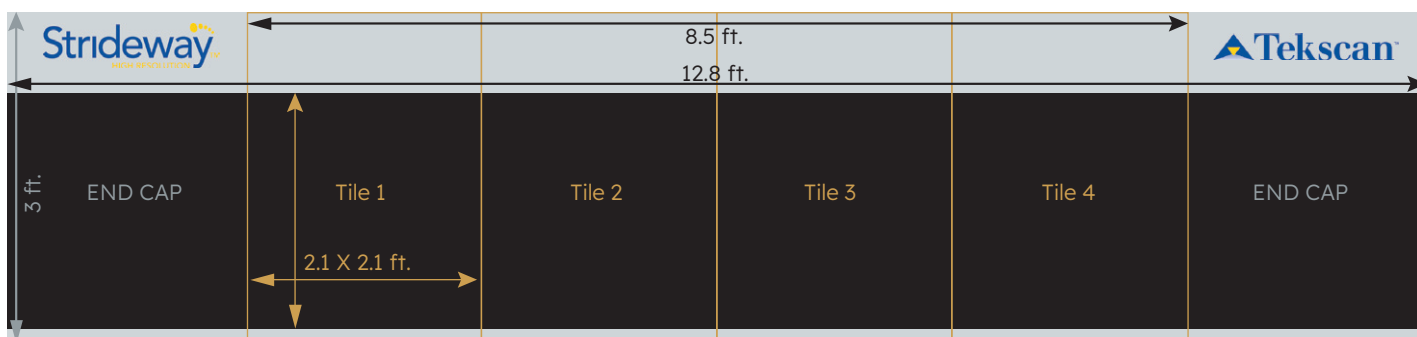 Strideway
8.5 ft.
Tekscan
12.8 ft.
3 ft.
END CAP
Tile 1
Tile 2
Tile 3
Tile 4
END CAP
2.1 X 2.1 ft.